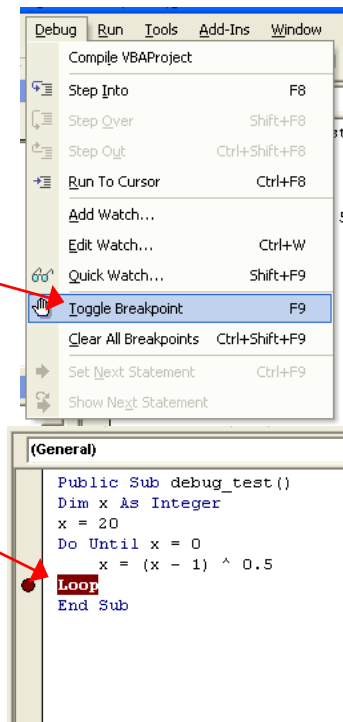 Debug Run Tools Add-Ins Window
Compile VBAProject
Step Into F8
Step Over Shift+F8
Step Out Ctrl+Shift+F8
Run To Cursor Ctrl+F8
Add Watch...
Edit Watch... Ctrl+W
Quick Watch... Shift+F9
Toggle Breakpoint F9
Clear All Breakpoints Ctrl+Shift+F9
Set Next Statement Ctrl+F9
Show Next Statement
(General)
Public Sub debug_test()
Dim x As Integer
x = 20
Do Until x = 0
x = (x - 1) ^ 0.5
Loop
End Sub